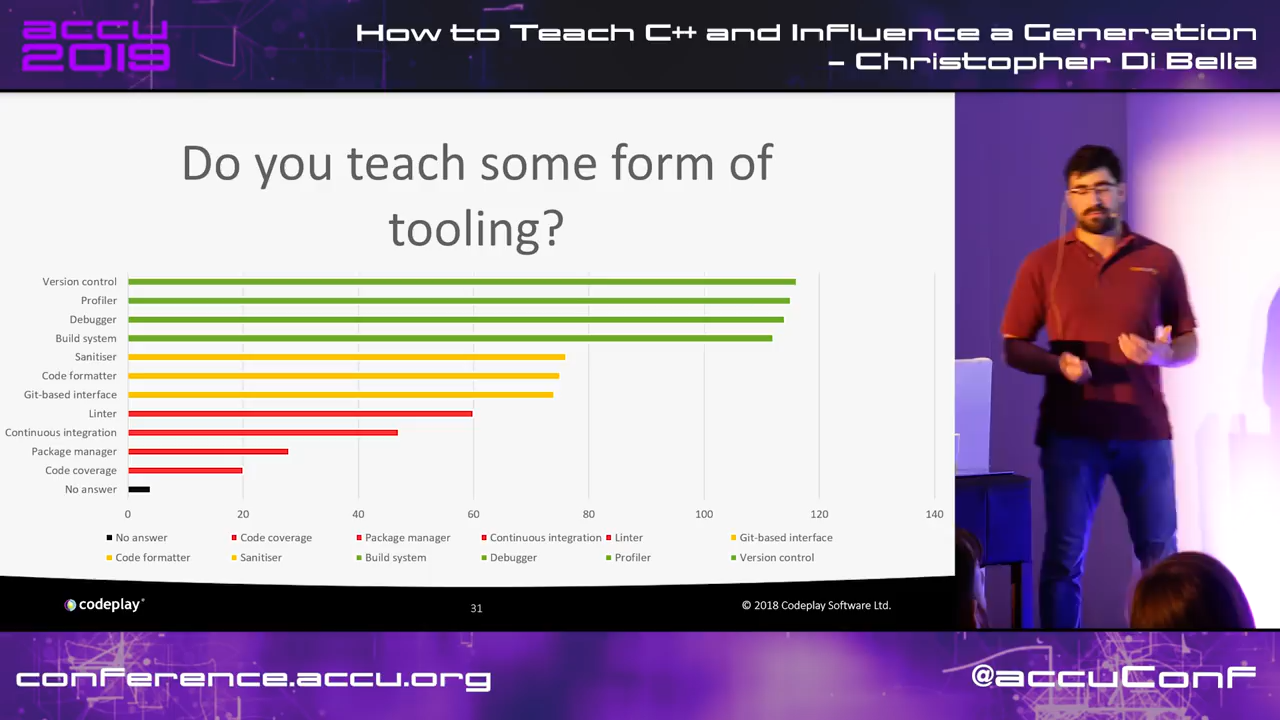 accu
2019
How to Teach C++ and Influence a Generation
– Christopher Di Bella
Do you teach some form of
tooling?
Version control
Profiler
Debugger
Build system
Sanitiser
Code formatter
Git-based interface
Linter
Continuous integration
Package manager
Code coverage
No answer
0 20 40 60 80 100 120 140
No answer Code coverage Package manager Continuous integration Linter Git-based interface
Code formatter Sanitiser Build system Debugger Profiler Version control
codeplay®
31
© 2018 Codeplay Software Ltd.
conference.accu.org
@accuConf